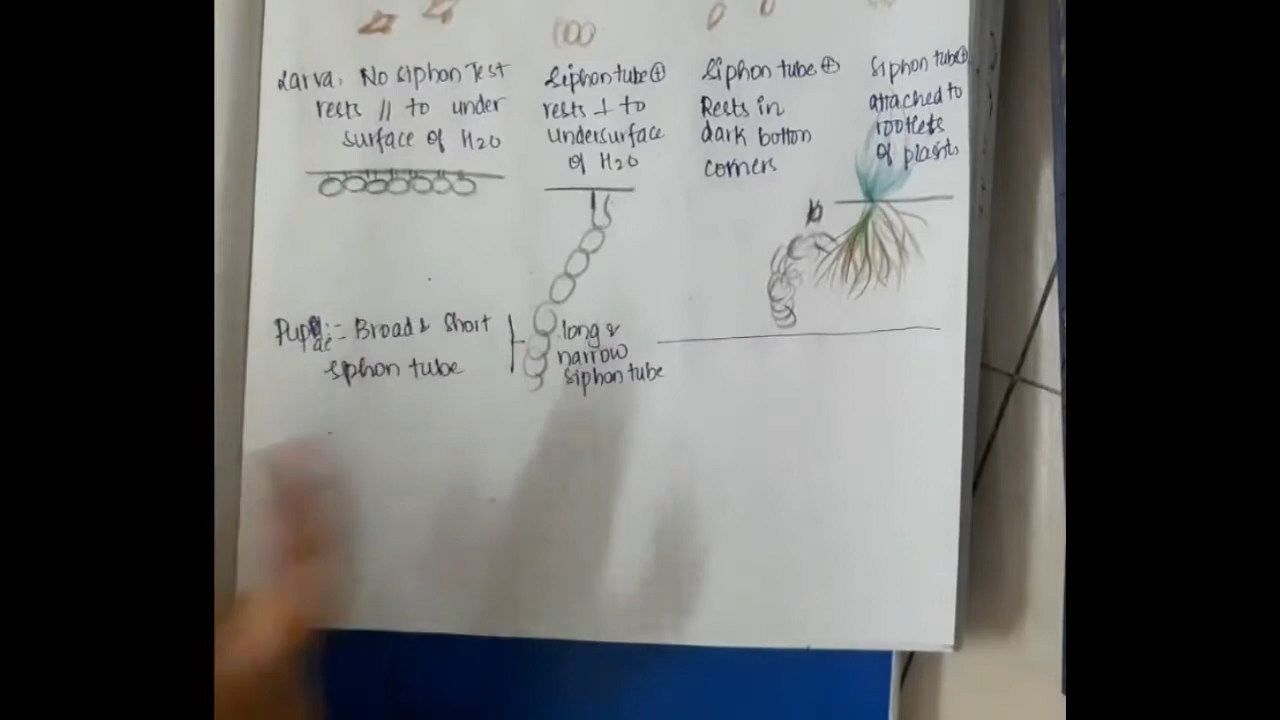 Larva: No siphon Test
rests // to under
surface of H2O
Siphon tube ⊕
rests ⊥ to
undersurface
of H2O
Siphon tube ⊕
Rests in
dark bottom
corners
Siphon tube ⊕
attached to
rootlets
of plants
Pupae:- Broad & short
siphon tube
long &
narrow
siphon tube